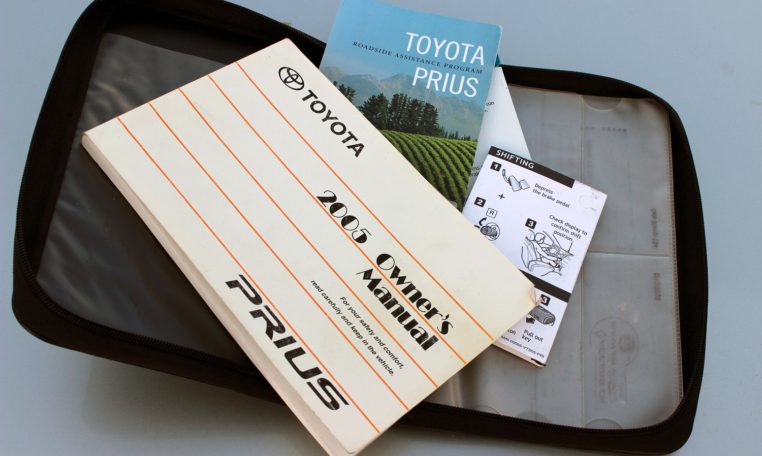 TOYOTA
2005 Owner's
Manual
For your safety and comfort,
read carefully and keep in the vehicle.
PRIUS
TOYOTA
ROADSIDE ASSISTANCE PROGRAM
PRIUS
SHIFTING
1
Depress
the brake pedal
+
2
R
3
Check display to
confirm shift
position
Pull out
key